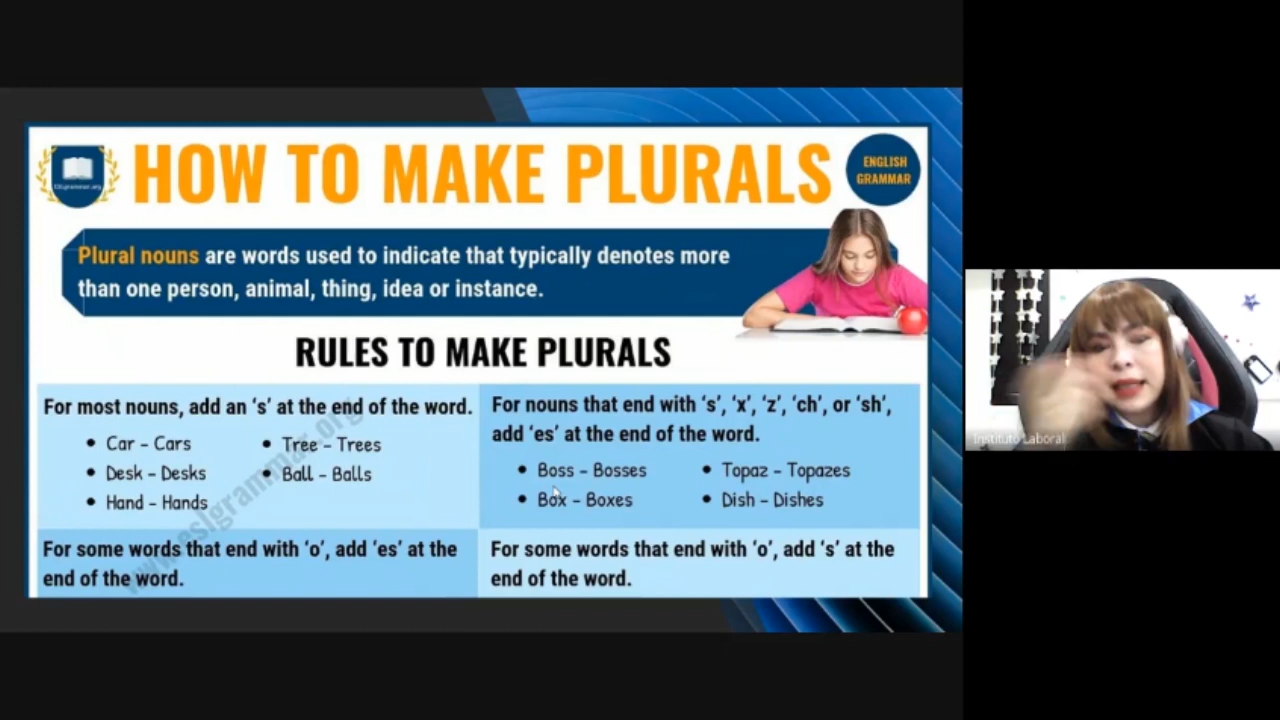 HOW TO MAKE PLURALS
ESLgrammar.org
ENGLISH
GRAMMAR
Plural nouns are words used to indicate that typically denotes more
than one person, animal, thing, idea or instance.
RULES TO MAKE PLURALS
For most nouns, add an ‘s’ at the end of the word.
• Car – Cars
• Desk – Desks
• Hand – Hands
• Tree – Trees
• Ball – Balls
For nouns that end with ‘s’, ‘x’, ‘z’, ‘ch’, or ‘sh’,
add ‘es’ at the end of the word.
• Boss – Bosses
• Box – Boxes
• Topaz – Topazes
• Dish – Dishes
For some words that end with ‘o’, add ‘es’ at the
end of the word.
For some words that end with ‘o’, add ‘s’ at the
end of the word.
www.eslgrammar.org
Instituto Laboral